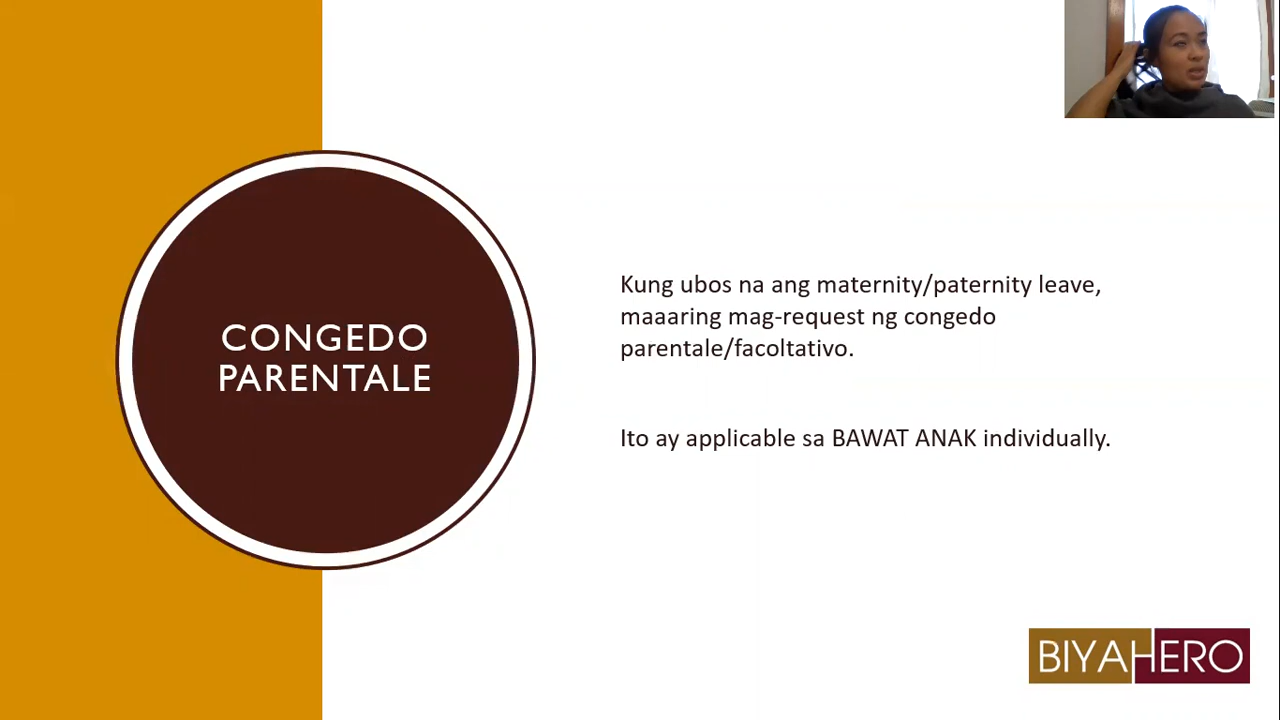 CONGEDO
PARENTALE
Kung ubos na ang maternity/paternity leave,
maaaring mag-request ng congedo
parentale/facoltativo.
Ito ay applicable sa BAWAT ANAK individually.
BIYAHERO